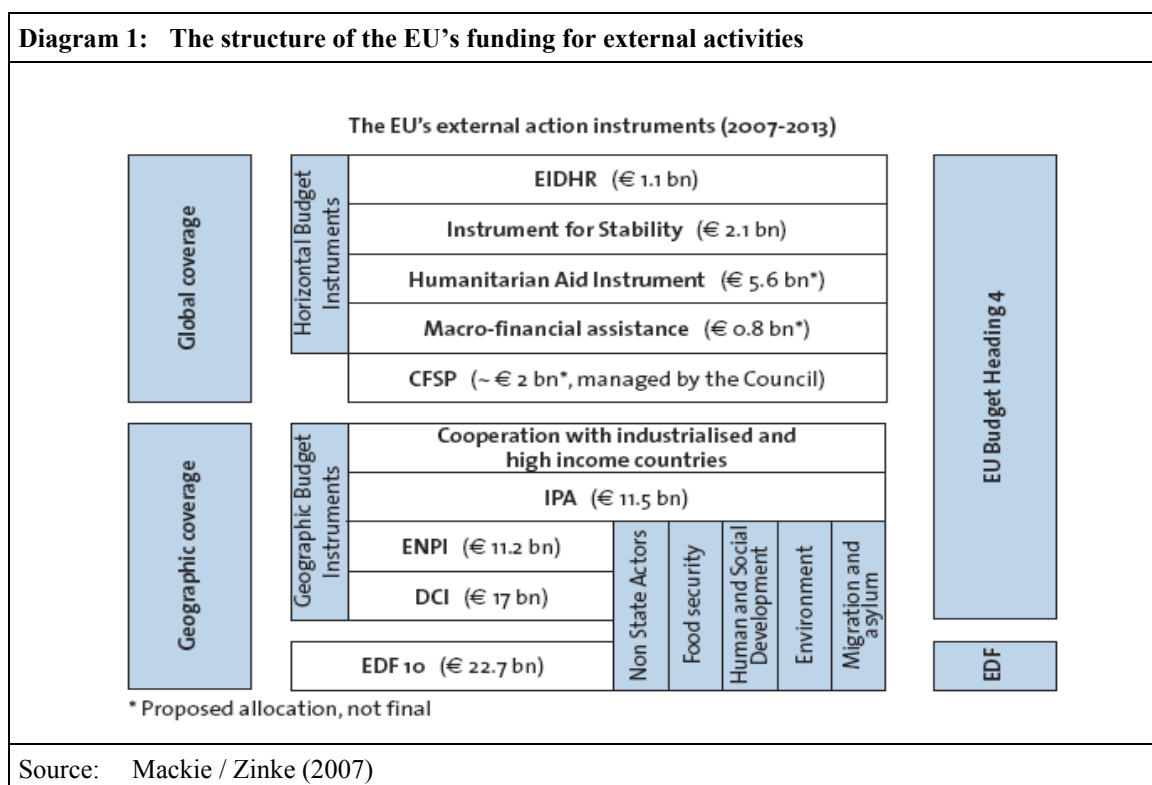 Diagram 1: The structure of the EU's funding for external activities
The EU's external action instruments (2007-2013)
Global coverage
Horizontal Budget
Instruments
EIDHR (€ 1.1 bn)
Instrument for Stability (€ 2.1 bn)
Humanitarian Aid Instrument (€ 5.6 bn*)
Macro-financial assistance (€ 0.8 bn*)
CFSP (~ € 2 bn*, managed by the Council)
EU Budget Heading 4
Geographic coverage
Geographic Budget
Instruments
Cooperation with industrialised and
high income countries
IPA (€ 11.5 bn)
ENPI (€ 11.2 bn)
DCI (€ 17 bn)
EDF 10 (€ 22.7 bn)
Non State Actors
Food security
Human and Social
Development
Environment
Migration and
asylum
EDF
* Proposed allocation, not final
Source: Mackie / Zinke (2007)